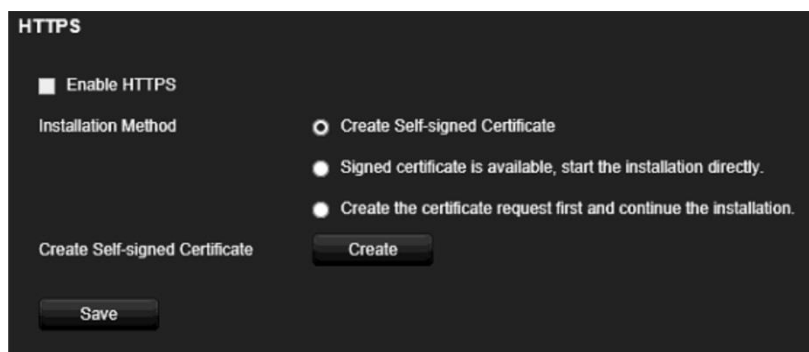 HTTPS
Enable HTTPS
Installation Method
Create Self-signed Certificate
Signed certificate is available, start the installation directly.
Create the certificate request first and continue the installation.
Create Self-signed Certificate
Create
Save